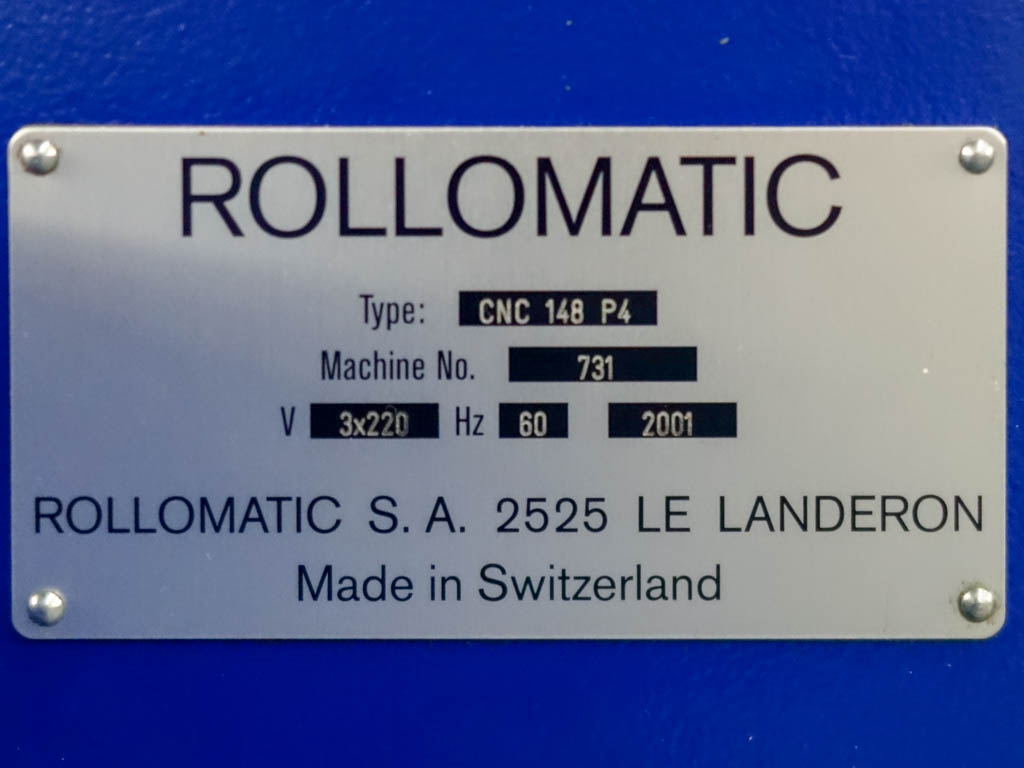 ROLLOMATIC
Type: CNC 148 P4
Machine No. 731
V 3x220 Hz 60 2001
ROLLOMATIC S. A. 2525 LE LANDERON
Made in Switzerland